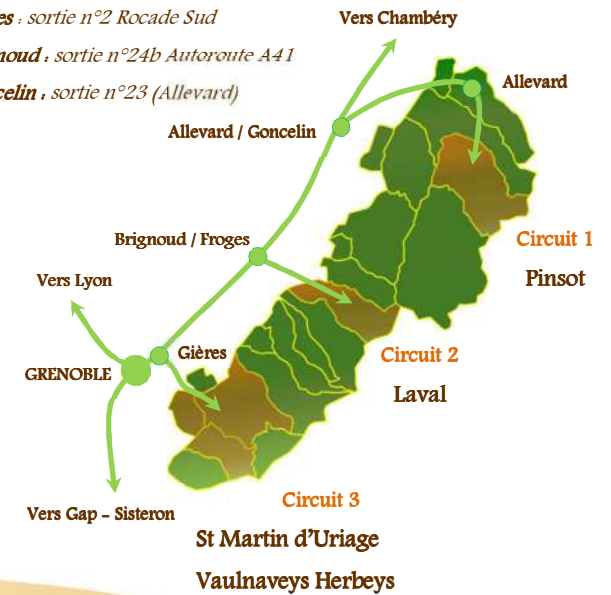 es : sortie n°2 Rocade Sud
noud : sortie n°24b Autoroute A41
celin : sortie n°23 (Allevard)
Vers Chambéry
Allevard
Allevard / Goncelin
Brignoud / Froges
Circuit 1
Pinsot
Vers Lyon
Gières
GRENOBLE
Circuit 2
Laval
Vers Gap – Sisteron
Circuit 3
St Martin d'Uriage
Vaulnaveys Herbeys